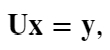 Ux = y,